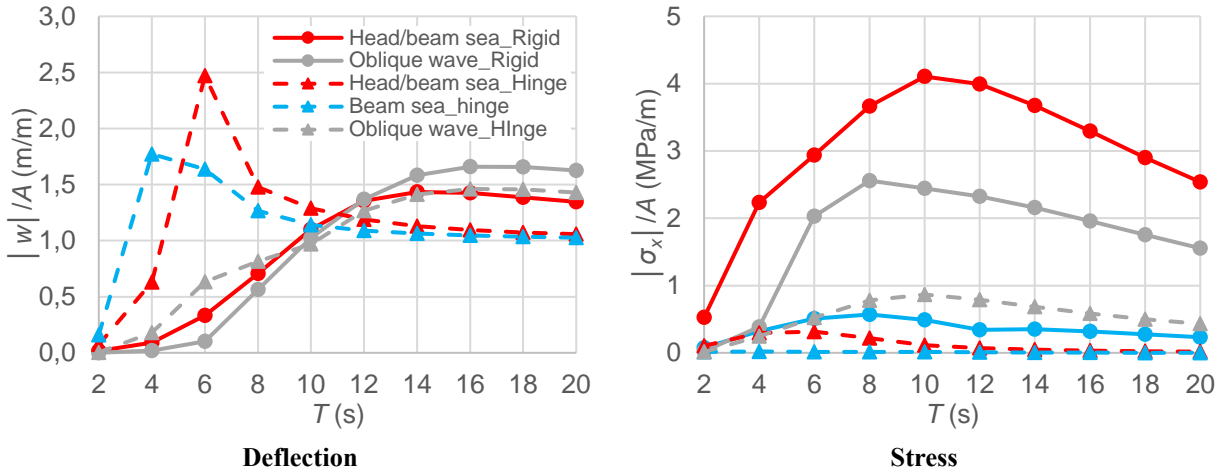 3,0
2,5
2,0
1,5
1,0
0,5
0,0
|w|/A (m/m)
Head/beam sea_Rigid
Oblique wave_Rigid
Head/beam sea_Hinge
Beam sea_hinge
Oblique wave_HInge
2 4 6 8 10 12 14 16 18 20
T (s)
Deflection
5
4
3
2
1
0
|σx|/A (MPa/m)
2 4 6 8 10 12 14 16 18 20
T (s)
Stress